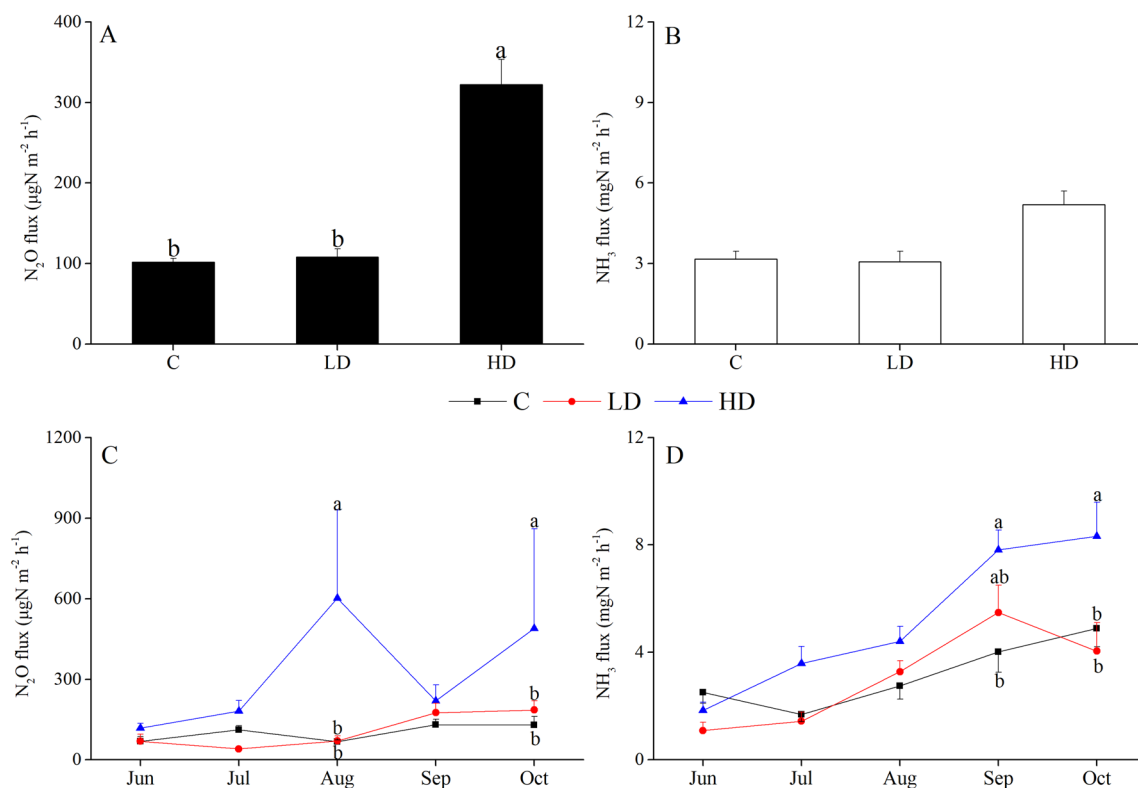 A
N₂O flux (μgN m⁻² h⁻¹)
400
300
200
100
0
b
b
a
C LD HD
B
NH₃ flux (mgN m⁻² h⁻¹)
12
9
6
3
0
C LD HD
C LD HD
C
N₂O flux (μgN m⁻² h⁻¹)
1200
900
600
300
0
a
a
b
b
b
b
Jun Jul Aug Sep Oct
D
NH₃ flux (mgN m⁻² h⁻¹)
12
8
4
0
a
a
ab
b
b
b
Jun Jul Aug Sep Oct